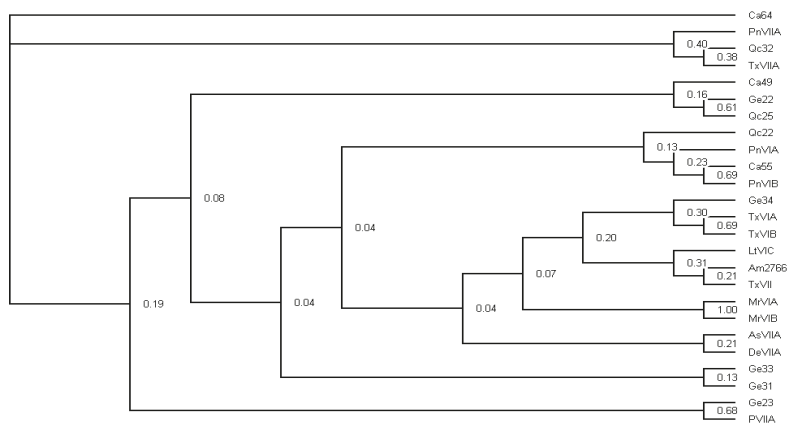 Ca64
PnVIIA
0.40
Qc32
0.38
TxVIIA
Ca49
0.16
Ge22
0.61
Qc25
Qc22
0.13
PnVIA
0.23
Ca55
0.69
PnVIB
0.08
Ge34
0.30
TxVIA
0.69
TxVIB
0.04
0.20
LtVIC
0.31
Am2766
0.21
TxVII
0.07
0.19
0.04
0.04
MrVIA
1.00
MrVIB
AsVIIA
0.21
DeVIIA
Ge33
0.13
Ge31
Ge23
0.68
PVIIA